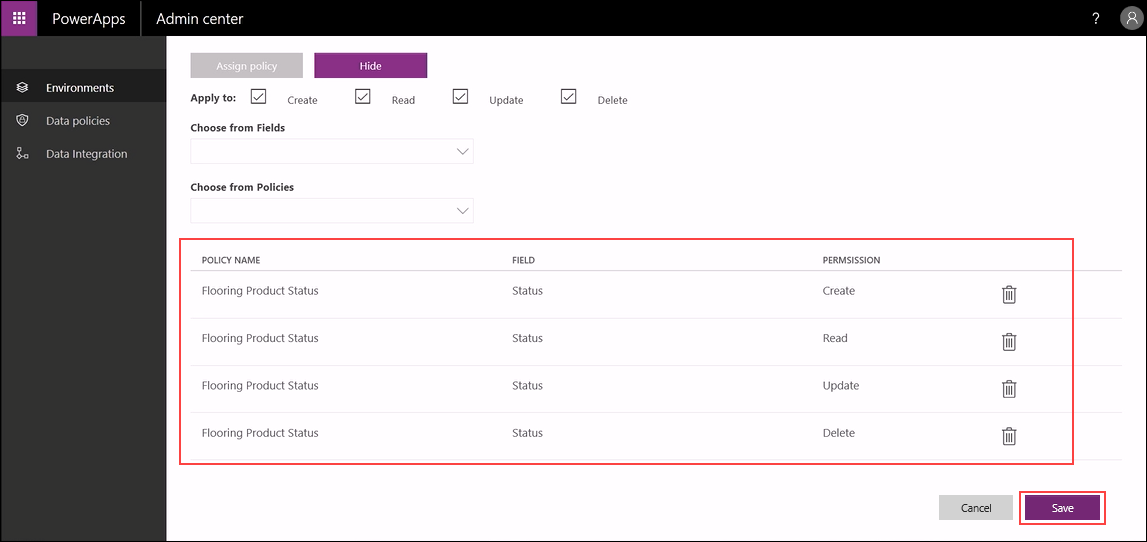 PowerApps
Admin center
?
Environments
Data policies
Data Integration
Assign policy
Hide
Apply to:
Create
Read
Update
Delete
Choose from Fields
Choose from Policies
POLICY NAME FIELD PERMSISSION
Flooring Product Status Status Create
Flooring Product Status Status Read
Flooring Product Status Status Update
Flooring Product Status Status Delete
Cancel
Save